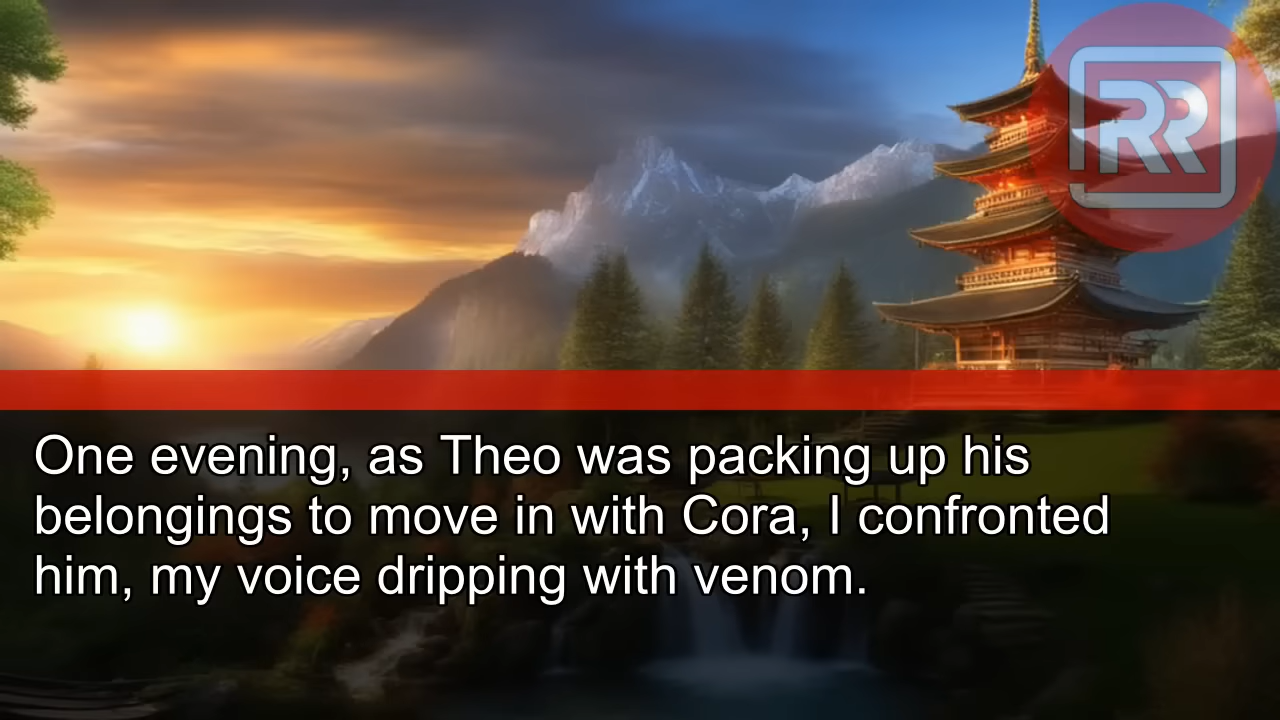 RR
One evening, as Theo was packing up his
belongings to move in with Cora, I confronted
him, my voice dripping with venom.